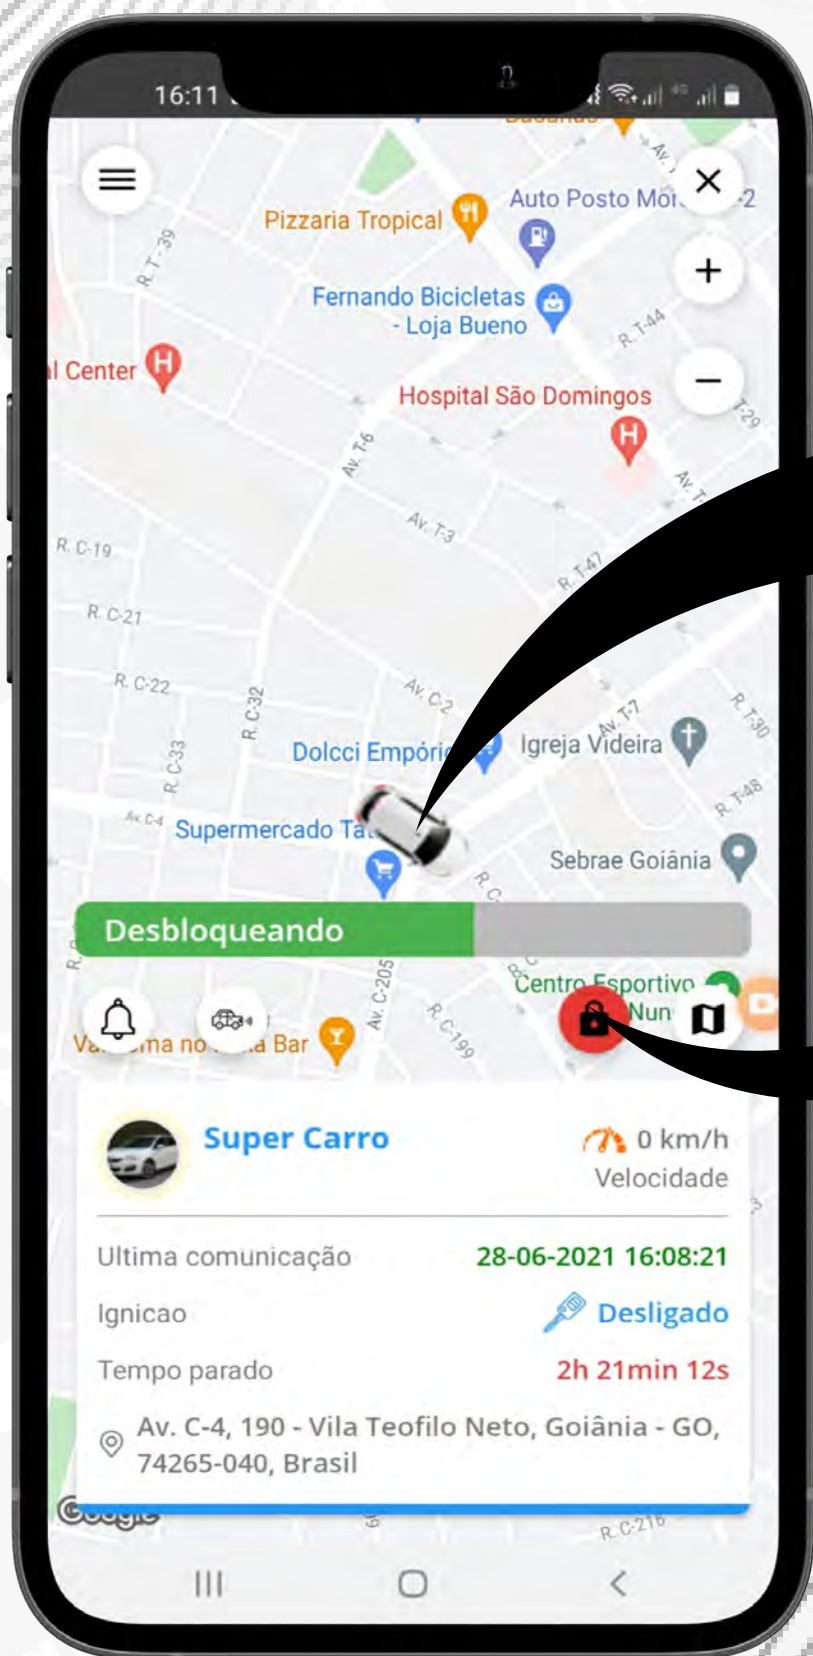 16:11
Pizzaria Tropical
Auto Posto
R. T-39
Fernando Bicicletas
- Loja Bueno
R. T-44
Center
Hospital São Domingos
T-29
Av. T-6
Av. T-3
R. C-19
R. T-47
R. C-21
R. C-22
Av. C-2
R. C-32
Av. T-7
R. T-30
R. C-33
Dolcci
Igreja Videira
Av. C-4
Supermercado
R. T-48
Sebrae Goiânia
Desbloqueando
Av. C-205
Centro Esportivo
R. C-199
Bar
Super Carro
0 km/h
Velocidade
Ultima comunicação
28-06-2021 16:08:21
Ignicao
Desligado
Tempo parado
2h 21min 12s
Av. C-4, 190 - Vila Teofilo Neto, Goiânia - GO,
74265-040, Brasil
Google
R. C-216